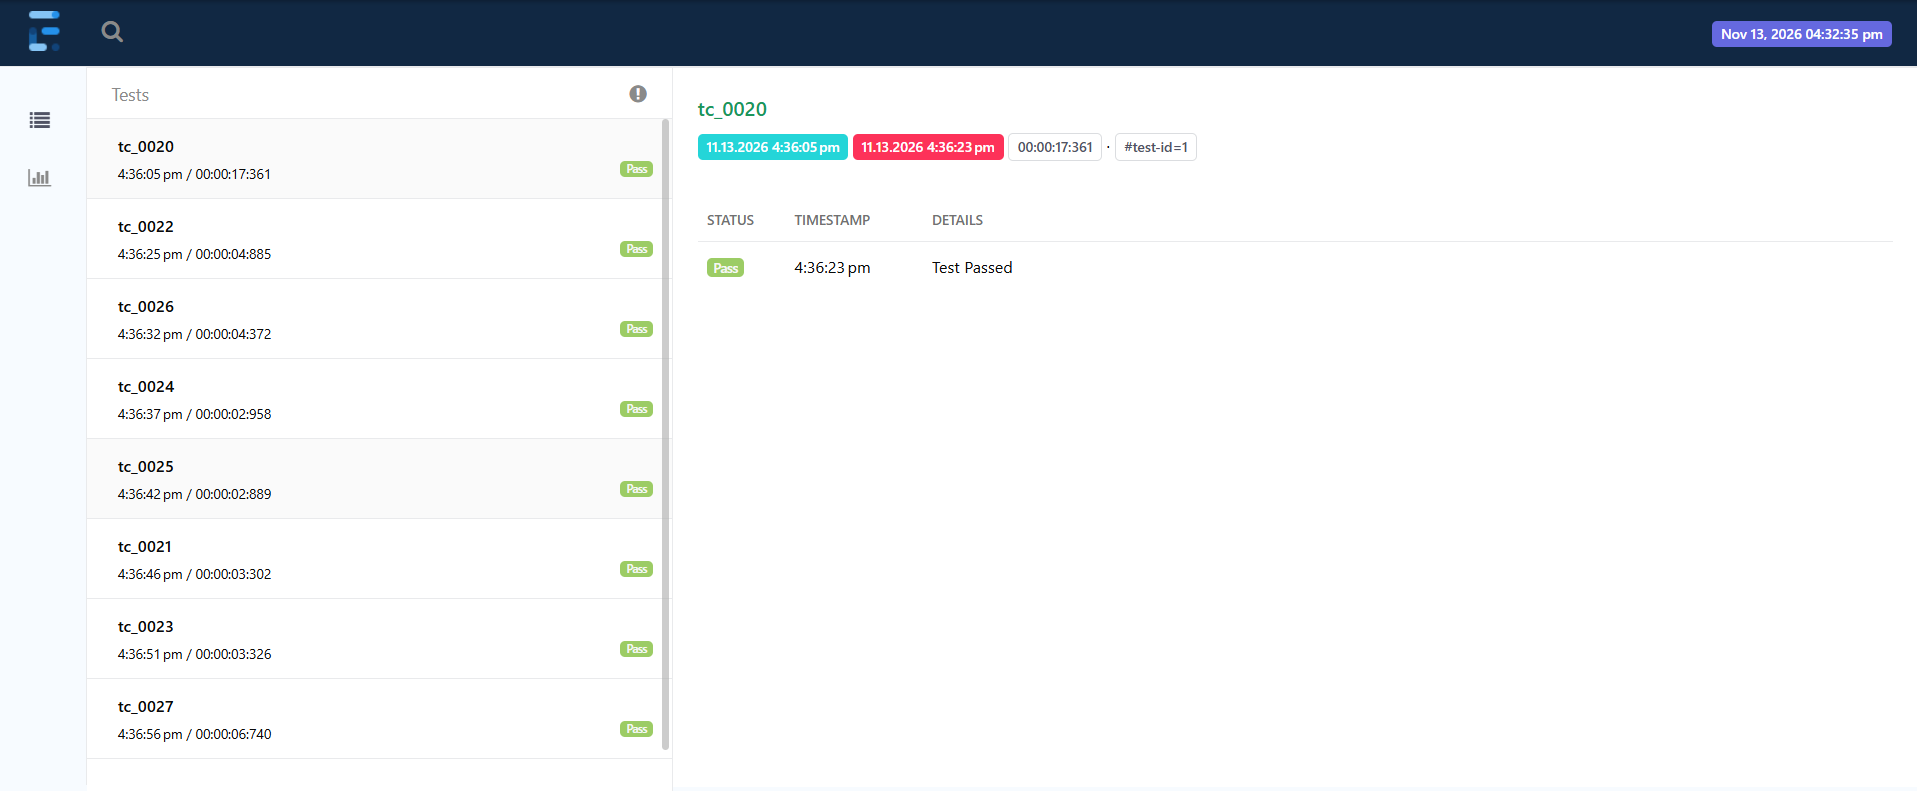 Nov 13, 2026 04:32:35 pm
Tests
tc_0020
4:36:05 pm / 00:00:17:361
Pass
tc_0022
4:36:25 pm / 00:00:04:885
Pass
tc_0026
4:36:32 pm / 00:00:04:372
Pass
tc_0024
4:36:37 pm / 00:00:02:958
Pass
tc_0025
4:36:42 pm / 00:00:02:889
Pass
tc_0021
4:36:46 pm / 00:00:03:302
Pass
tc_0023
4:36:51 pm / 00:00:03:326
Pass
tc_0027
4:36:56 pm / 00:00:06:740
Pass
tc_0020
11.13.2026 4:36:05 pm 11.13.2026 4:36:23 pm 00:00:17:361 · #test-id=1
STATUS TIMESTAMP DETAILS
Pass 4:36:23 pm Test Passed